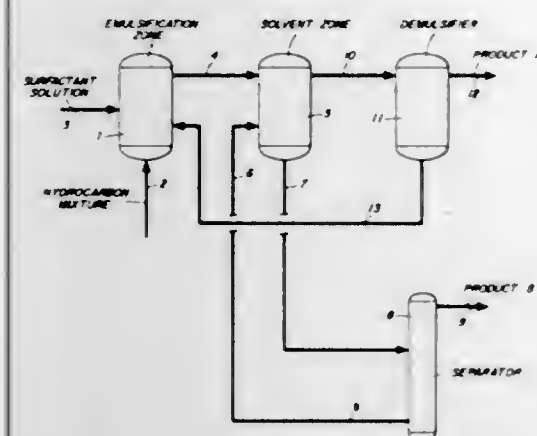 EMULSIFICATION
ZONE
SOLVENT ZONE
DEMULSIFIER
4
10
PRODUCT
12
SURFACTANT
SOLUTION
3
1
5
11
2
6
7
HYDROCARBON
MIXTURE
13
PRODUCT B
8
9
SEPARATOR